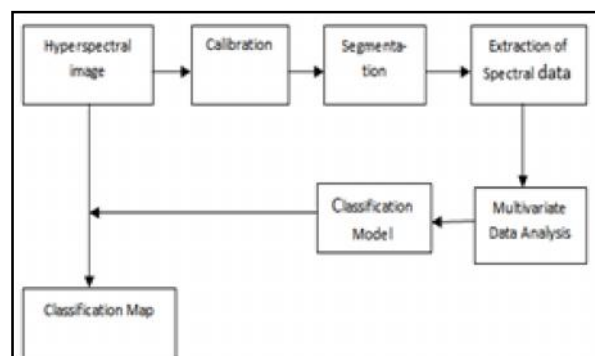 Hyperspectral
image
Calibration
Segmenta-
tion
Extraction of
Spectral data
Classification
Model
Multivariate
Data Analysis
Classification Map